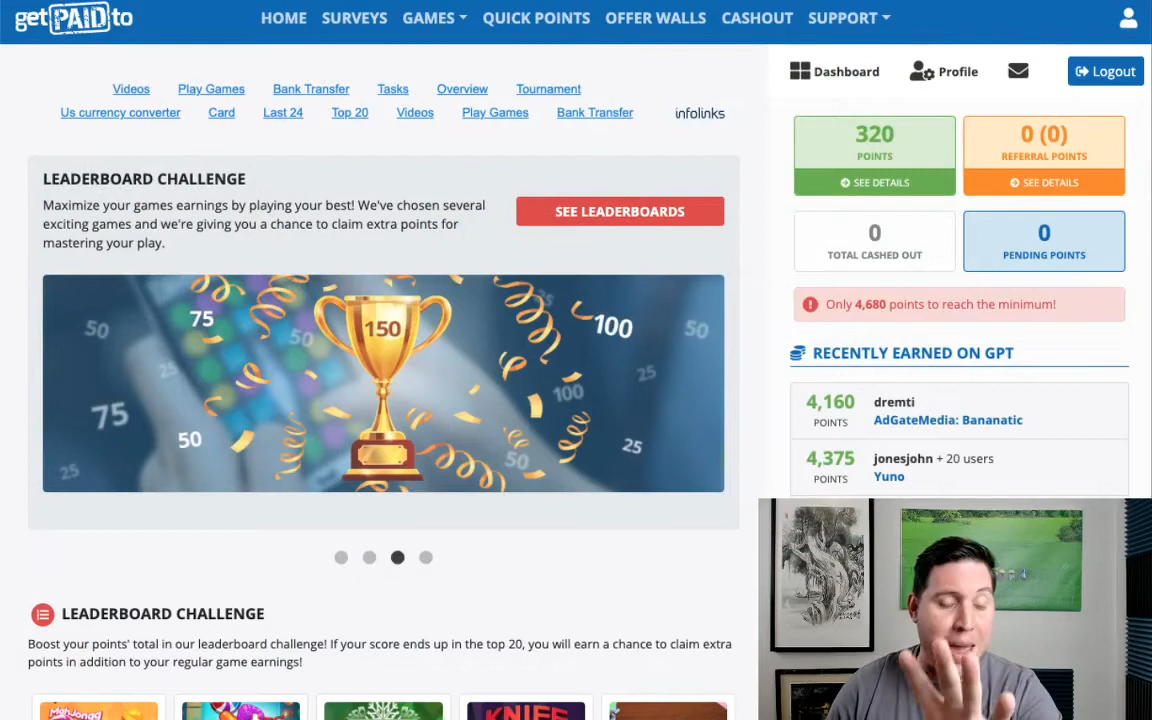 getPAIDto
HOME SURVEYS GAMES QUICK POINTS OFFER WALLS CASHOUT SUPPORT
Dashboard Profile Logout
Videos Play Games Bank Transfer Tasks Overview Tournament
Us currency converter Card Last 24 Top 20 Videos Play Games Bank Transfer infolinks
320
POINTS
SEE DETAILS
0 (0)
REFERRAL POINTS
SEE DETAILS
0
TOTAL CASHED OUT
0
PENDING POINTS
Only 4,680 points to reach the minimum!
LEADERBOARD CHALLENGE
Maximize your games earnings by playing your best! We've chosen several
exciting games and we're giving you a chance to claim extra points for
mastering your play.
SEE LEADERBOARDS
50 75 50 150 25 100 50
25 100 25
75 50 50 25
25
RECENTLY EARNED ON GPT
4,160
POINTS
dremti
AdGateMedia: Bananatic
4,375
POINTS
jonesjohn + 20 users
Yuno
LEADERBOARD CHALLENGE
Boost your points' total in our leaderboard challenge! If your score ends up in the top 20, you will earn a chance to claim extra
points in addition to your regular game earnings!
MahJongg
KNIFE